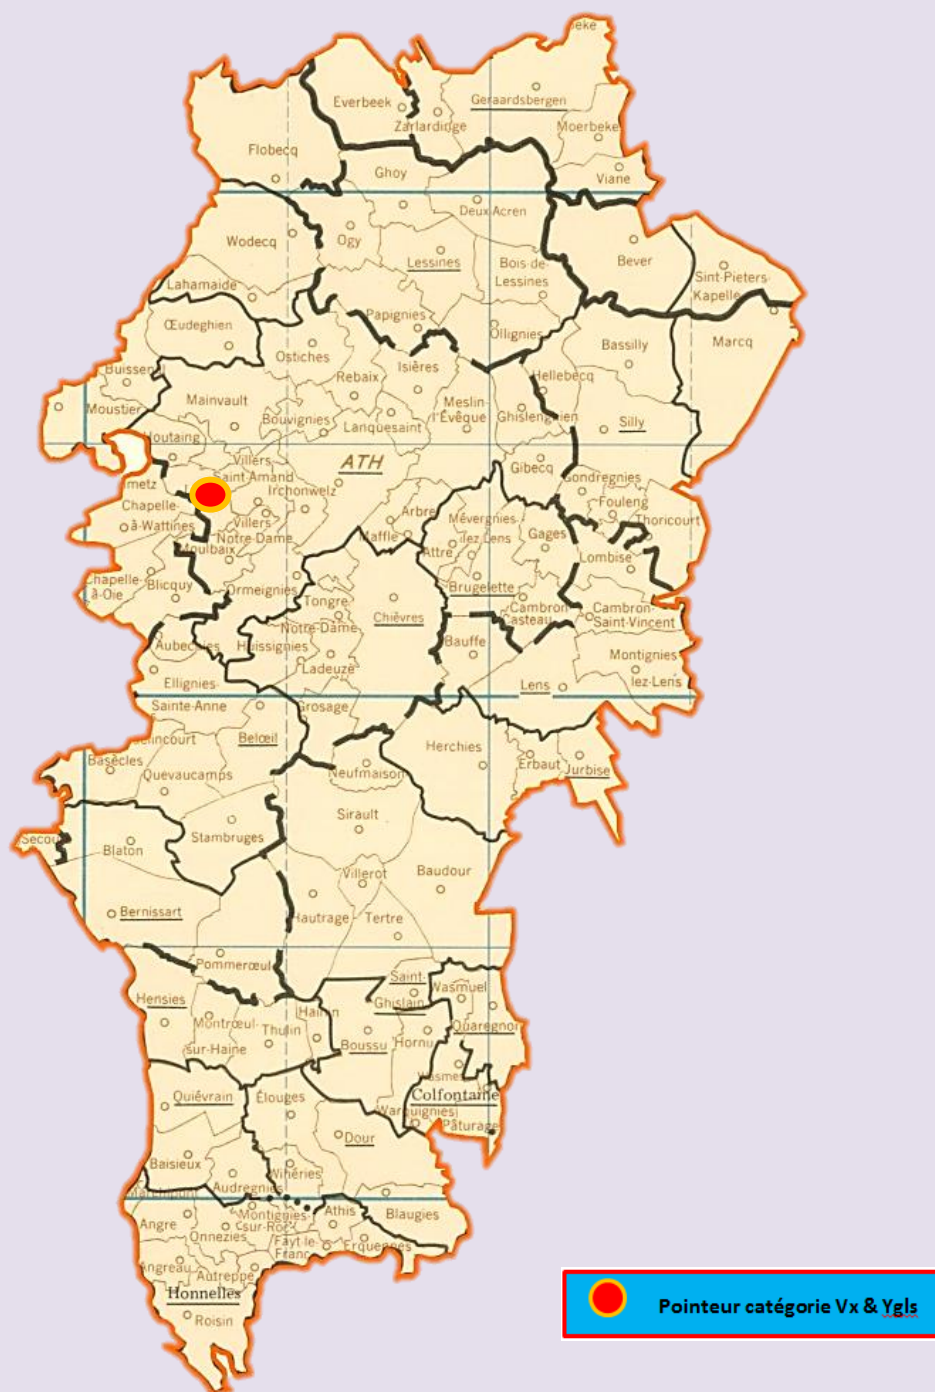 Everbeek
Geraardsbergen
Zarlardinge
Moerbeke
Flobecq
Ghoy
Viane
Deux Acren
Wodecq
Ogy
Lessines
Bois-de-
Lessines
Bever
Sint-Pieters-
Kapelle
Lahamaide
Œudeghien
Papignies
Ollignies
Marcq
Ostiches
Isières
Bassilly
Rebaix
Hellebecq
Moustier
Mainvault
Bouvignies
Lanquesaint
Meslin-
l'Évêque
Ghislenghien
Silly
Houtaing
Villers
Saint-Amand
ATH
Gibecq
Gondregnies
Irchonwelz
Fouleng
Chapelle-
à-Wattines
Villers
Notre-Dame
Arbre
Maffle
Mévergnies-
lez Lens
Gages
Thoricourt
Moulbaix
Attre
Lombise
Chapelle-
à-Oie
Blicquy
Ormeignies
Brugelette
Tongre
Notre-Dame
Chièvres
Cambron
Casteau
Cambron-
Saint-Vincent
Aubechies
Huissignies
Ladeuze
Bauffe
Montignies
lez-Lens
Ellignies-
Sainte-Anne
Lens
Grosage
Belœil
Basècles
Quevaucamps
Neufmaison
Herchies
Erbaut
Jurbise
Sirault
Stambruges
Blaton
Villerot
Baudour
Bernissart
Hautrage
Tertre
Pommerœul
Saint-
Ghislain
Wasmuel
Hensies
Montrœul-
sur-Haine
Thulin
Hainin
Boussu
Hornu
Quaregnon
Wasmes
Quiévrain
Élouges
Colfontaine
Warquignies
Pâturages
Dour
Baisieux
Audregnies
Wihéries
Angre
Onnezies
Montignies-
sur-Roc
Athis
Blaugies
Fayt-le-
Franc
Erquennes
Angreau
Autreppe
Honnelles
Roisin
Pointeur catégorie Vx & Ygls